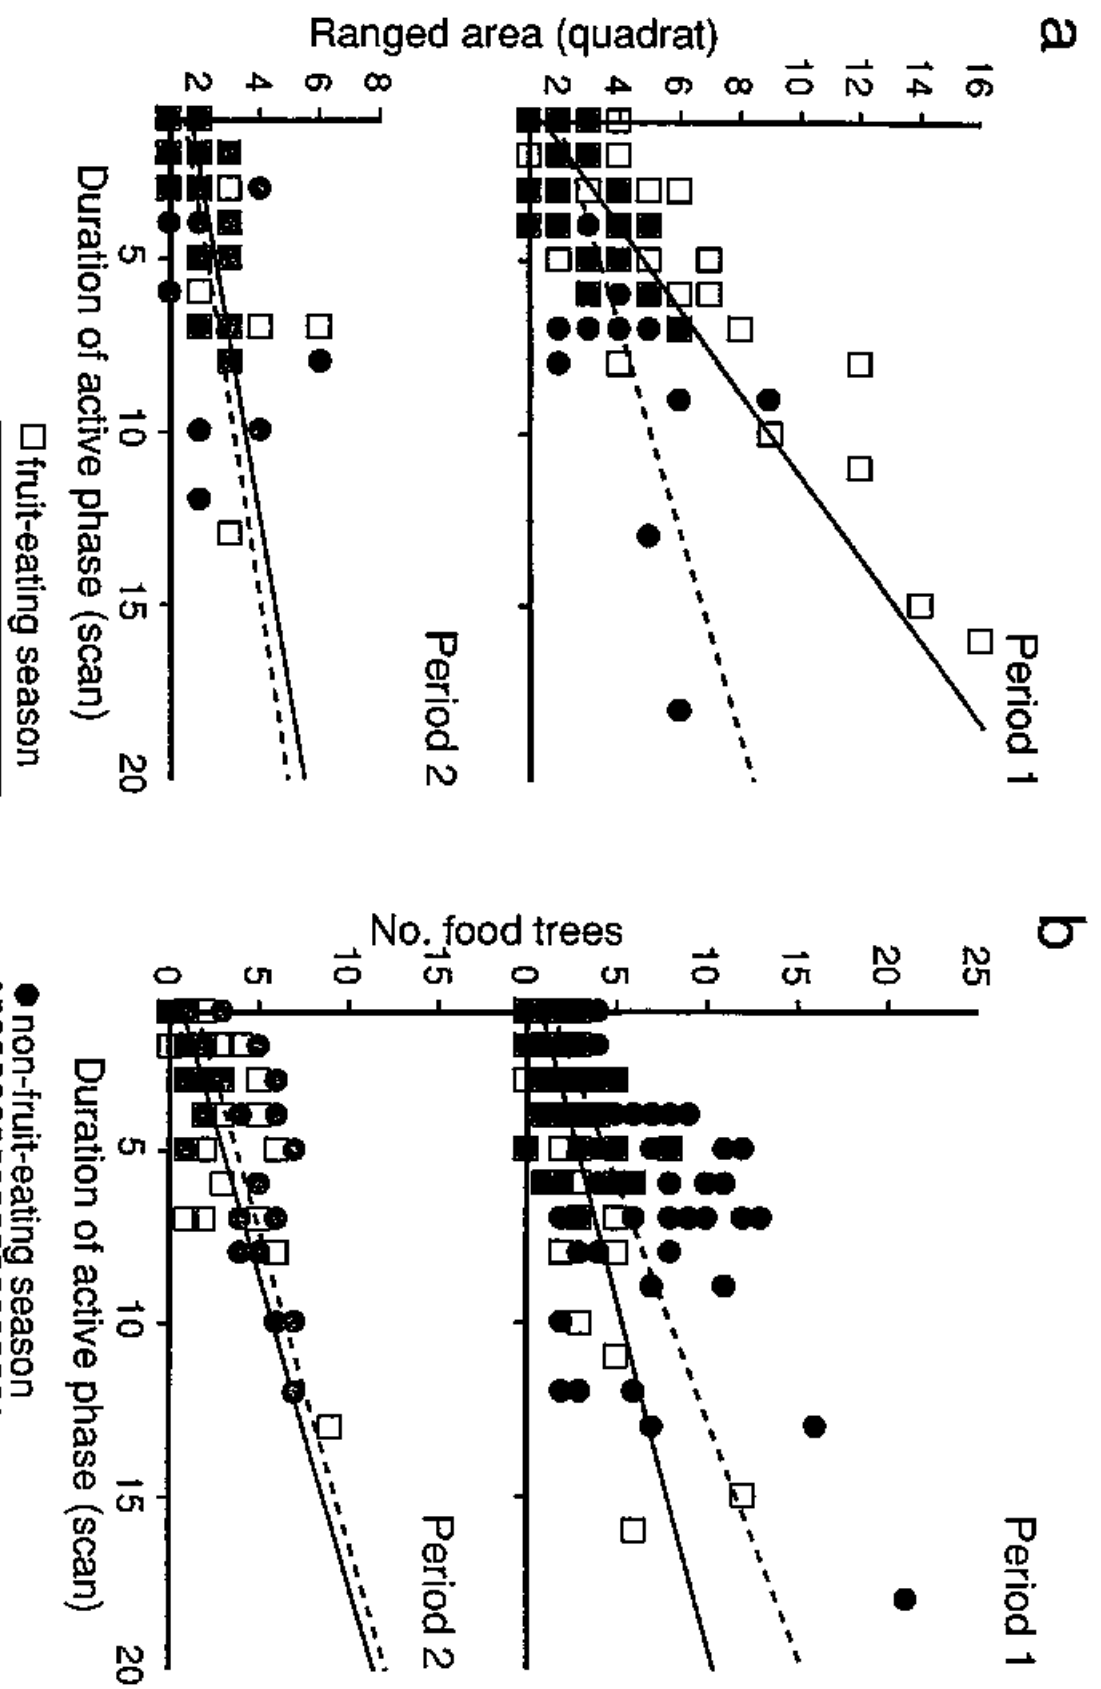 a
Ranged area (quadrat)
16
14
12
10
8
6
4
2
Period 1
8
6
4
2
Period 2
5
10
15
20
Duration of active phase (scan)
fruit-eating season
b
No. food trees
25
20
15
10
5
0
Period 1
15
10
5
0
Period 2
5
10
15
20
Duration of active phase (scan)
non-fruit-eating season